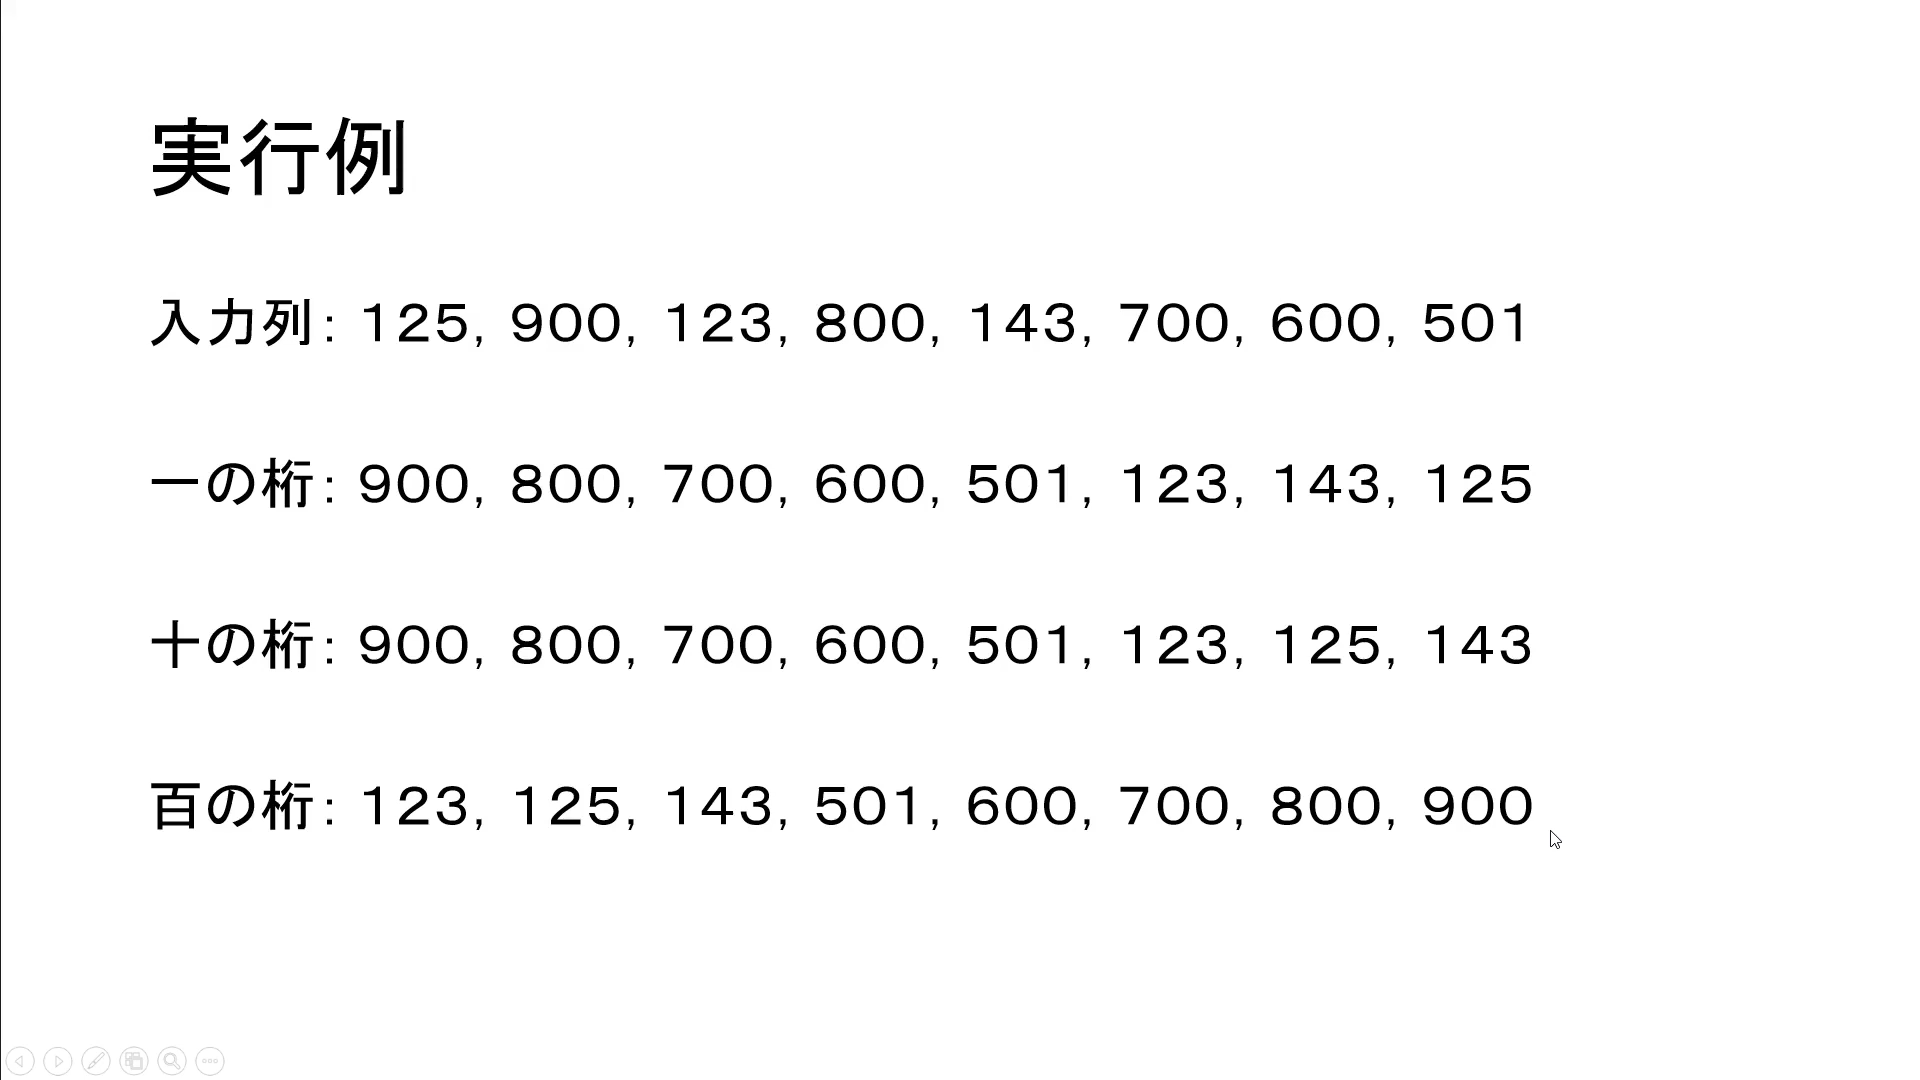 実行例
入力列: 125, 900, 123, 800, 143, 700, 600, 501
一の桁: 900, 800, 700, 600, 501, 123, 143, 125
十の桁: 900, 800, 700, 600, 501, 123, 125, 143
百の桁: 123, 125, 143, 501, 600, 700, 800, 900